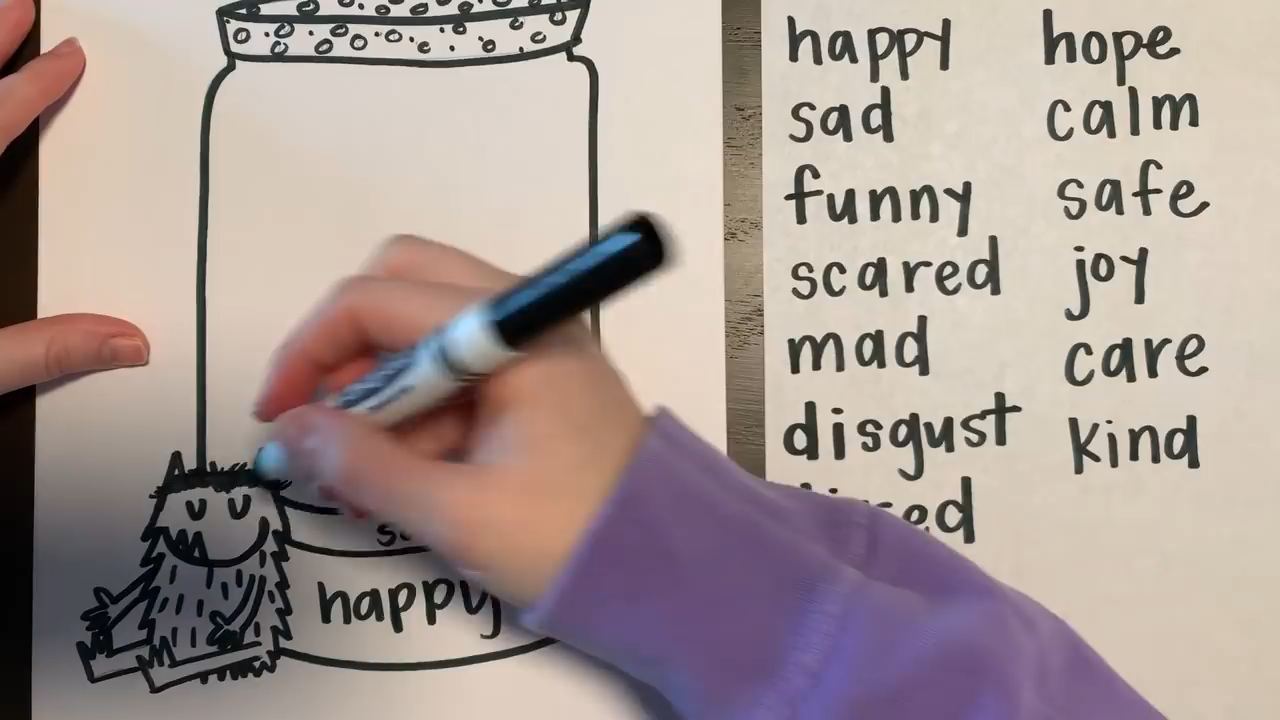 happy hope
sad calm
funny safe
scared joy
mad care
disgust kind
happy